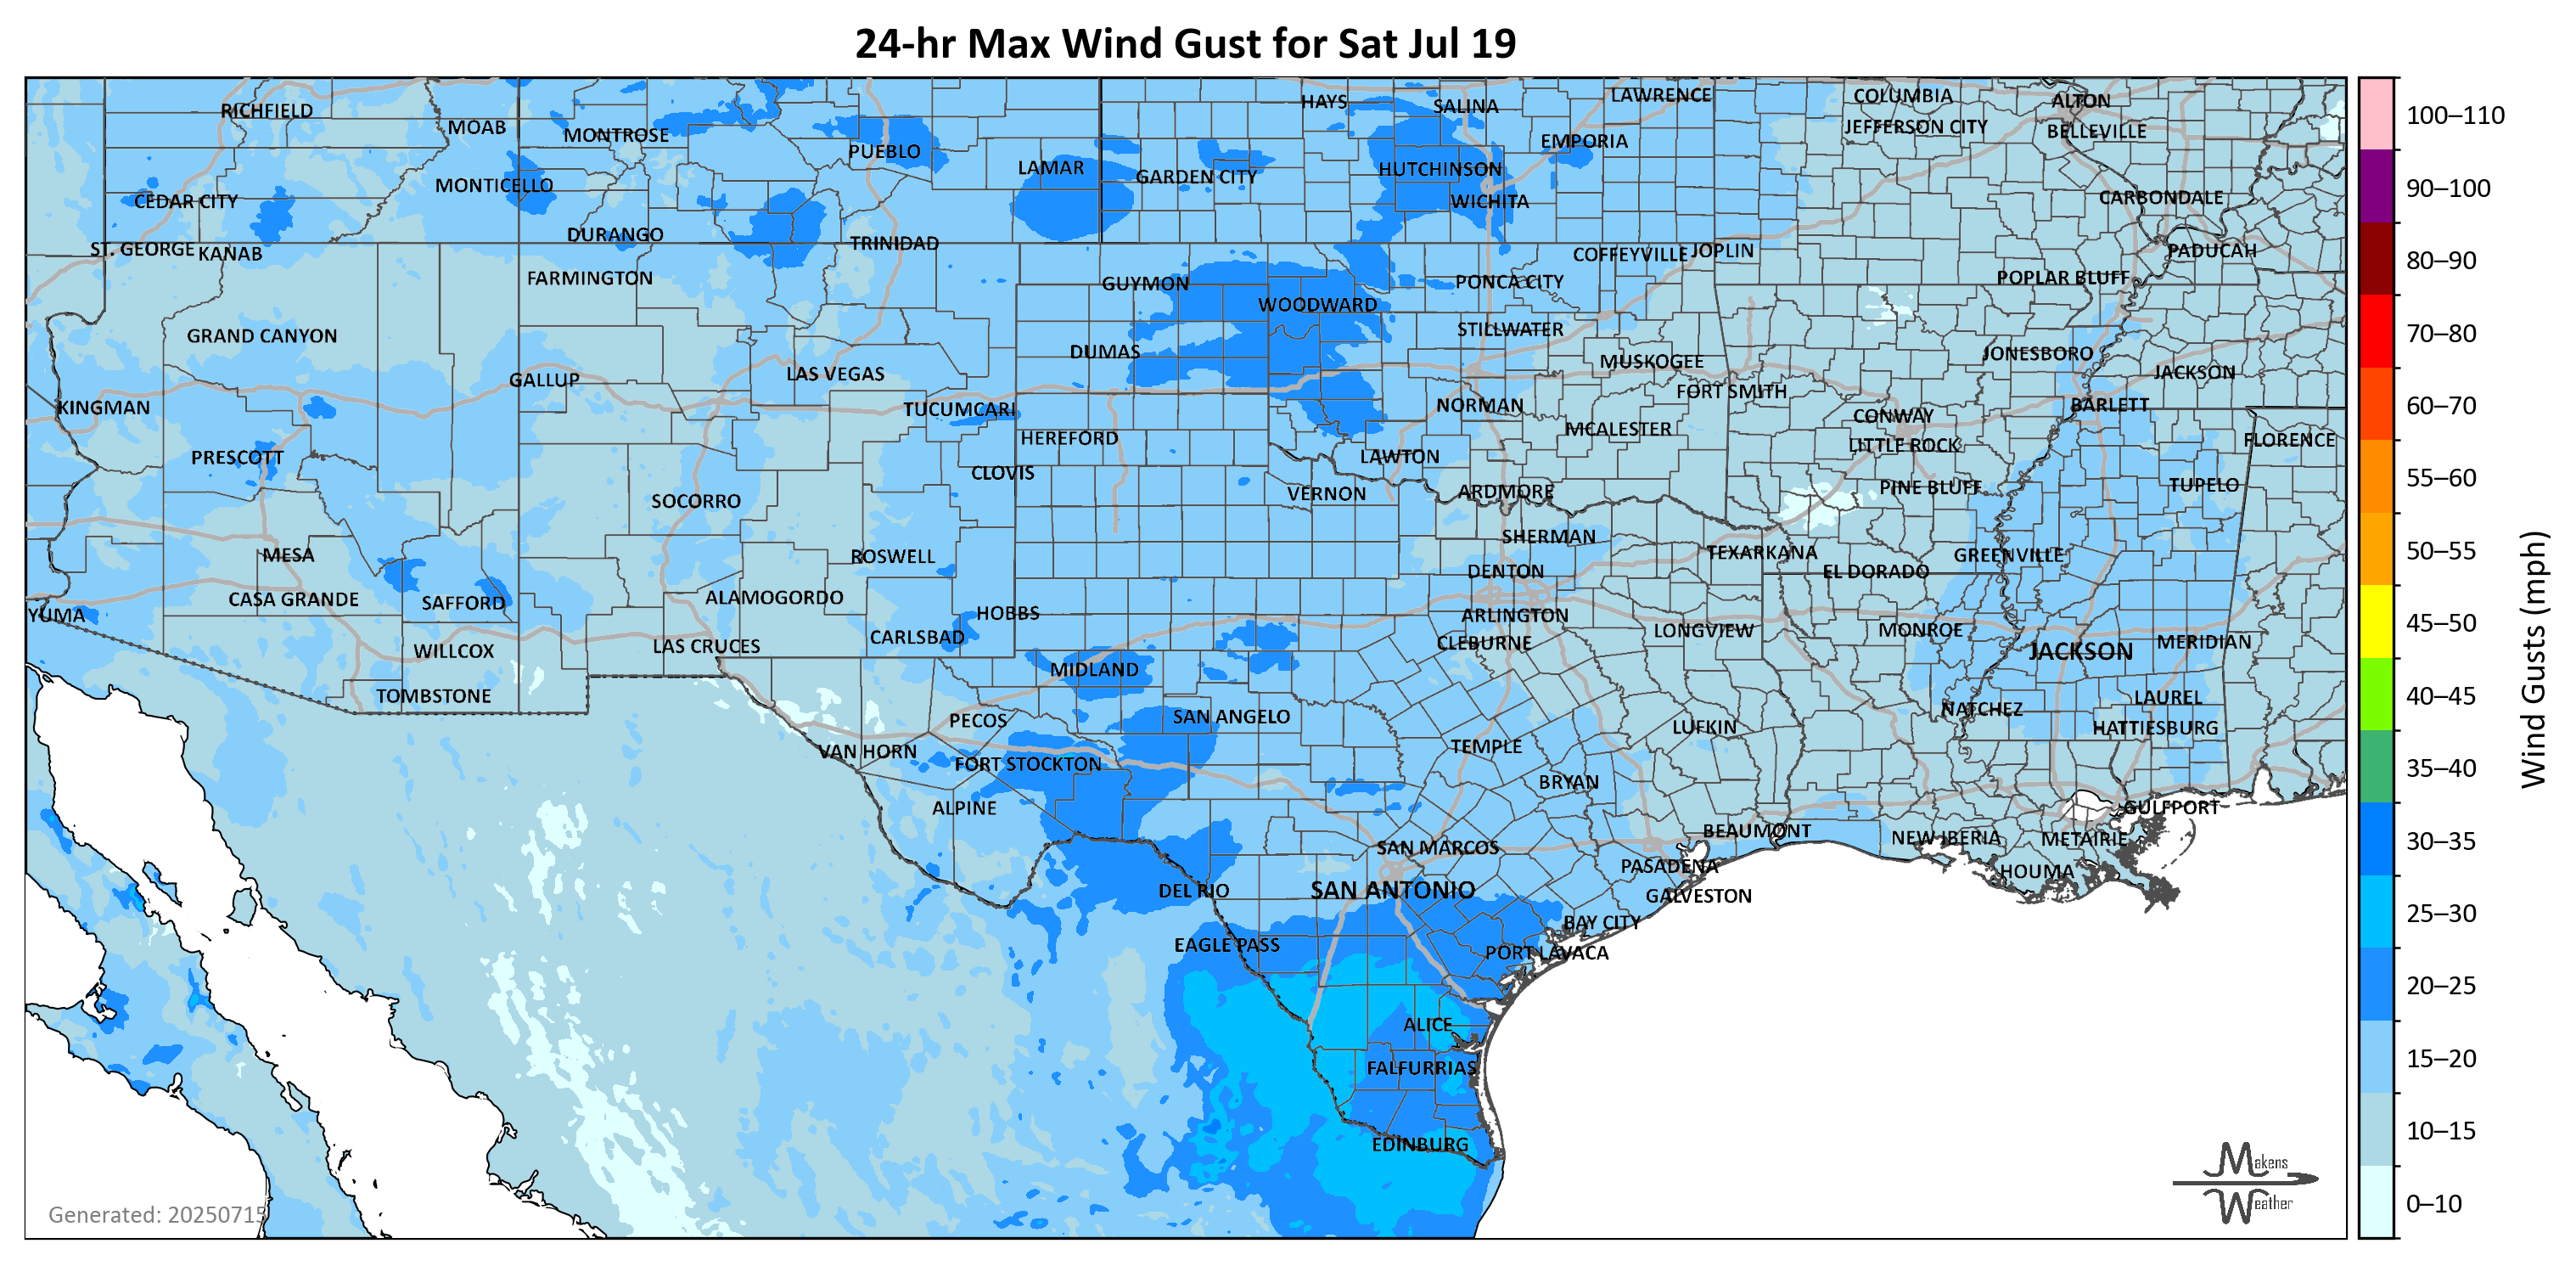 24-hr Max Wind Gust for Sat Jul 19
RICHFIELD
MOAB
MONTROSE
PUEBLO
LAMAR
HAYS
SALINA
LAWRENCE
COLUMBIA
ALTON
JEFFERSON CITY
BELLEVILLE
EMPORIA
GARDEN CITY
HUTCHINSON
CEDAR CITY
MONTICELLO
WICHITA
CARBONDALE
DURANGO
TRINIDAD
ST. GEORGE
KANAB
COFFEYVILLE
JOPLIN
PADUCAH
FARMINGTON
GUYMON
PONCA CITY
POPLAR BLUFF
WOODWARD
GRAND CANYON
STILLWATER
DUMAS
MUSKOGEE
JONESBORO
GALLUP
LAS VEGAS
FORT SMITH
JACKSON
KINGMAN
TUCUMCARI
NORMAN
CONWAY
BARLETT
HEREFORD
MCALESTER
LITTLE ROCK
FLORENCE
PRESCOTT
CLOVIS
LAWTON
SOCORRO
VERNON
ARDMORE
PINE BLUFF
TUPELO
MESA
ROSWELL
SHERMAN
TEXARKANA
GREENVILLE
DENTON
EL DORADO
CASA GRANDE
SAFFORD
ALAMOGORDO
YUMA
HOBBS
ARLINGTON
CARLSBAD
CLEBURNE
LONGVIEW
MONROE
WILLCOX
LAS CRUCES
JACKSON
MERIDIAN
MIDLAND
TOMBSTONE
LAUREL
PECOS
SAN ANGELO
LUFKIN
NATCHEZ
HATTIESBURG
VAN HORN
FORT STOCKTON
TEMPLE
BRYAN
ALPINE
GULFPORT
BEAUMONT
NEW IBERIA
METAIRIE
SAN MARCOS
PASADENA
HOUMA
DEL RIO
SAN ANTONIO
GALVESTON
BAY CITY
EAGLE PASS
PORT LAVACA
ALICE
FALFURRIAS
EDINBURG
Generated: 20250715
Makens
Weather
100–110
90–100
80–90
70–80
60–70
55–60
50–55
45–50
40–45
35–40
30–35
25–30
20–25
15–20
10–15
0–10
Wind Gusts (mph)